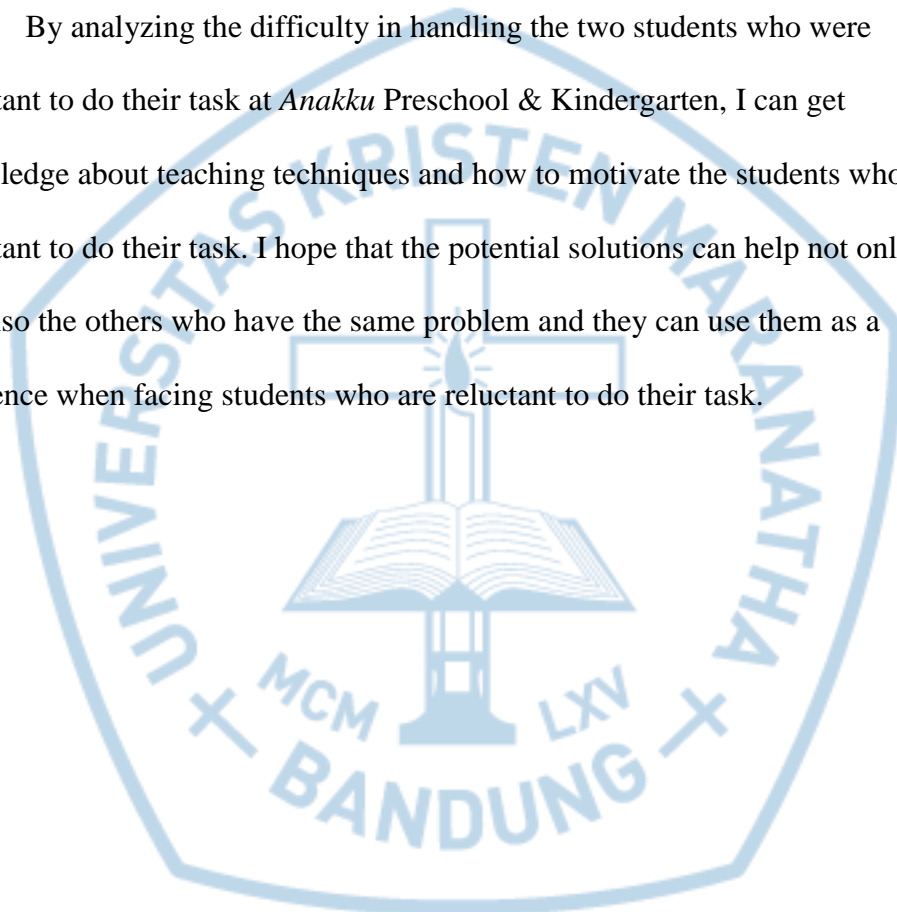 By analyzing the difficulty in handling the two students who were
tant to do their task at Anakku Preschool & Kindergarten, I can get
ledge about teaching techniques and how to motivate the students who
tant to do their task. I hope that the potential solutions can help not onl
so the others who have the same problem and they can use them as a
ence when facing students who are reluctant to do their task.
UNIVERSITAS KRISTEN MARANATHA
MCM LXV
BANDUNG